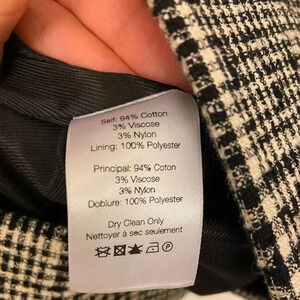 Self: 94% Cotton
3% Viscose
3% Nylon
Lining: 100% Polyester
Principal: 94% Coton
3% Viscose
3% Nylon
Doblure: 100% Polyester
Dry Clean Only
Nettoyer à sec seulement